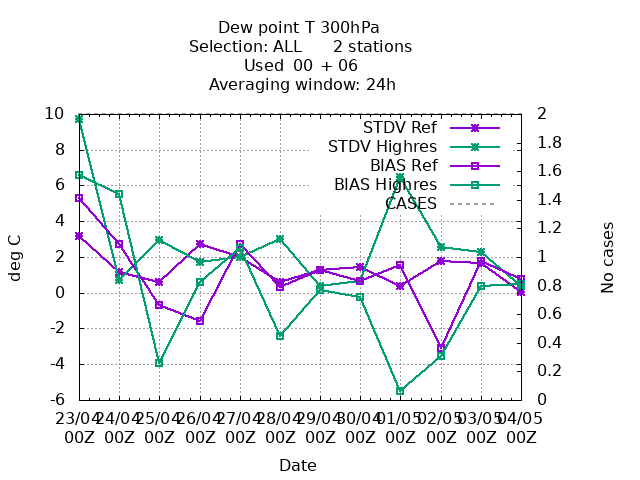 Dew point T 300hPa
Selection: ALL 2 stations
Used 00 + 06
Averaging window: 24h
10 2
8 1.8
6 1.6
4 1.4
2 1.2
0 1
-2 0.8
-4 0.6
-6 0.4
0.2
0
STDV Ref
STDV Highres
BIAS Ref
BIAS Highres
CASES
deg C
No cases
23/04 24/04 25/04 26/04 27/04 28/04 29/04 30/04 01/05 02/05 03/05 04/05
00Z 00Z 00Z 00Z 00Z 00Z 00Z 00Z 00Z 00Z 00Z 00Z
Date